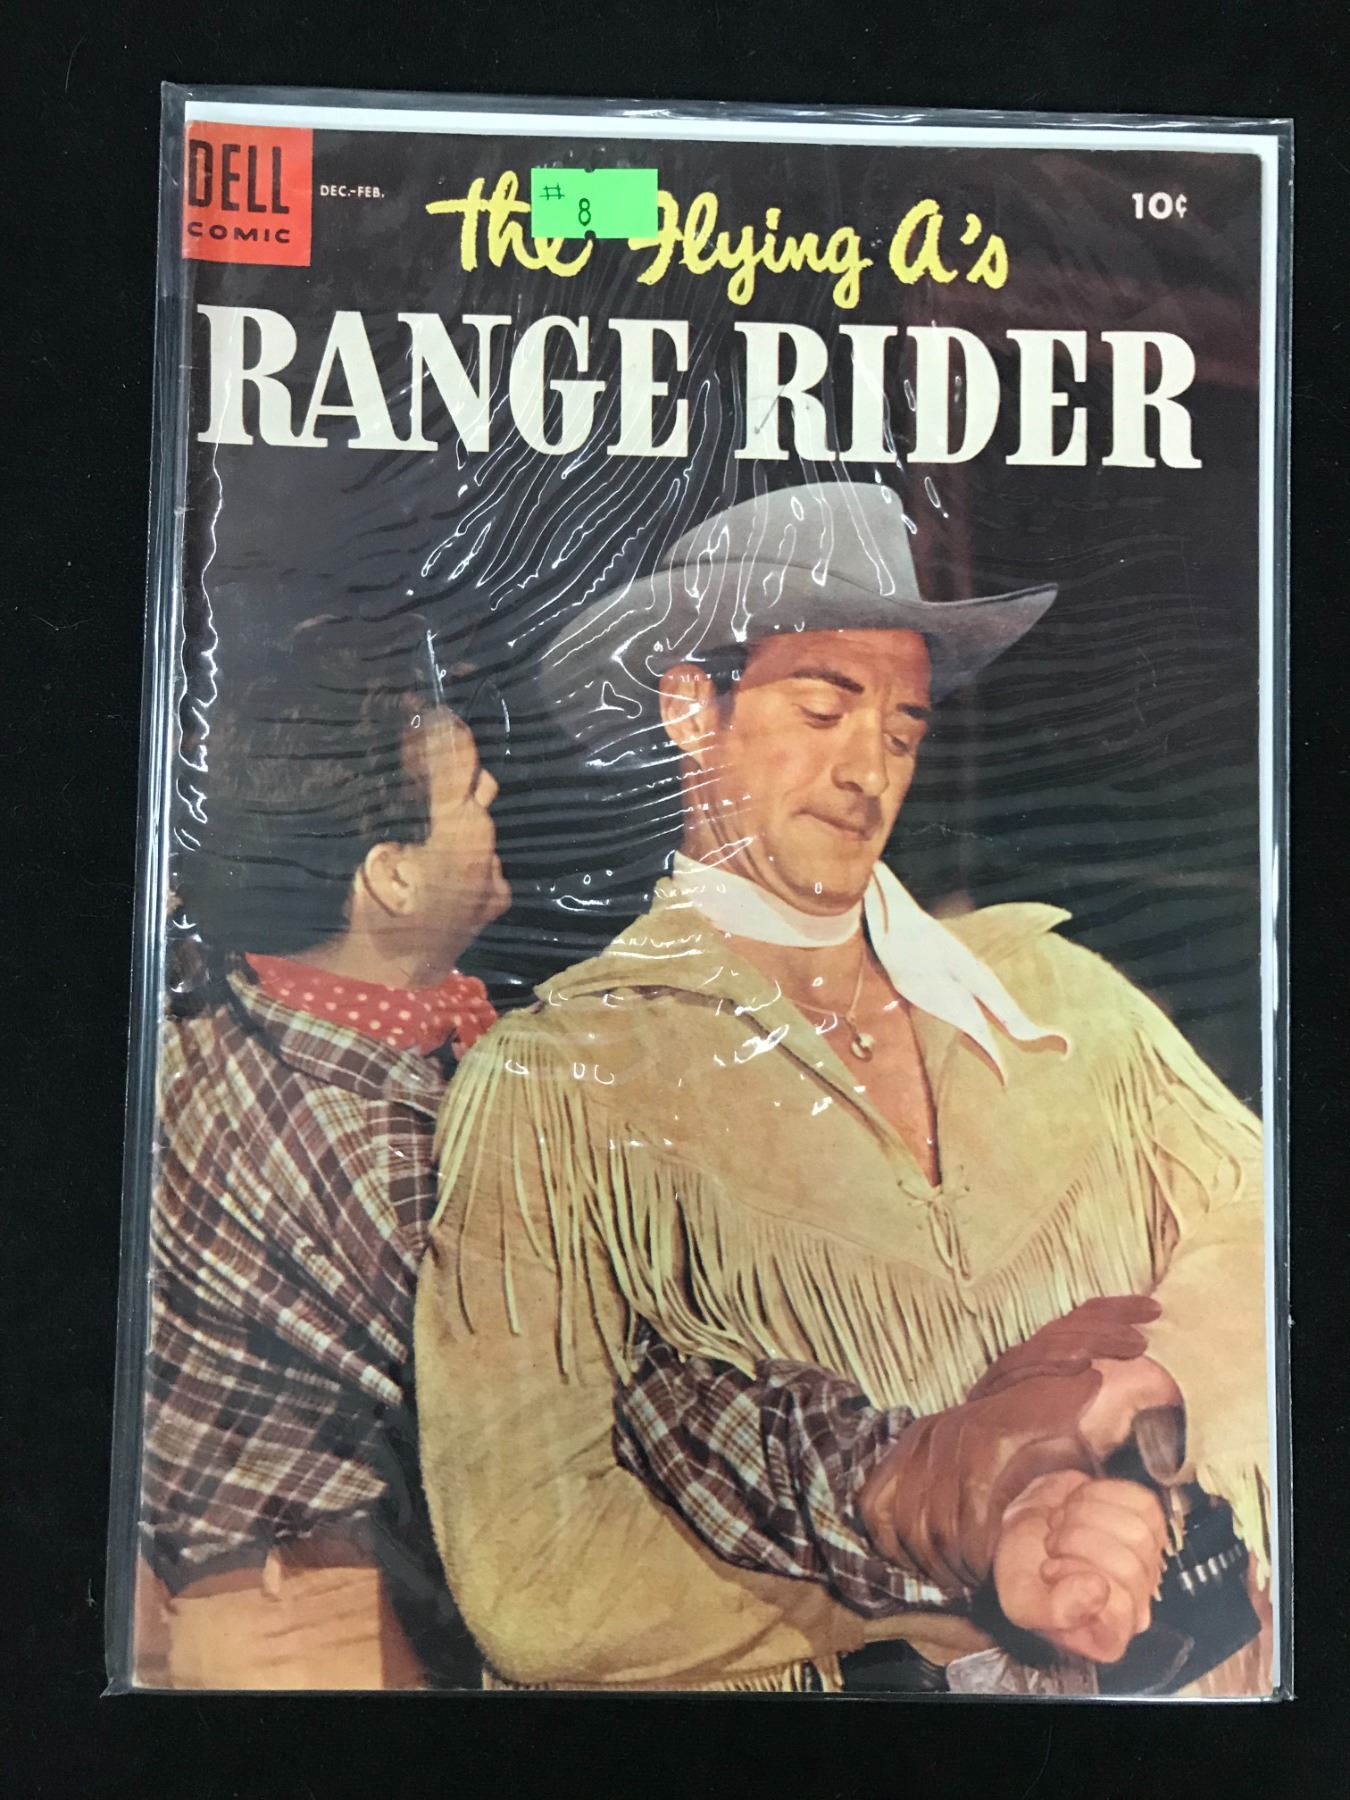 DELL
COMIC
DEC.-FEB.
the Flying A's
# 8
10¢
RANGE RIDER